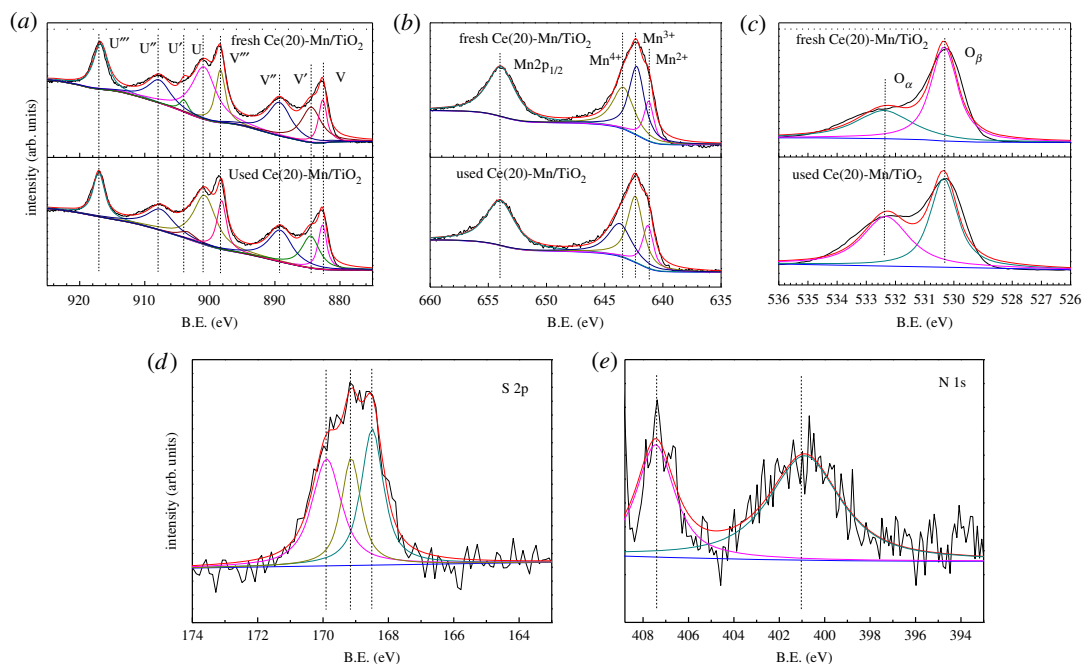 (a)
U‴ U″ U′ U
fresh Ce(20)-Mn/TiO2
V‴
V″ V′ V
Used Ce(20)-Mn/TiO2
intensity (arb. units)
920 910 900 890 880
B.E. (eV)
(b)
fresh Ce(20)-Mn/TiO2
Mn2p1/2
Mn4+
Mn3+
Mn2+
used Ce(20)-Mn/TiO2
660 655 650 645 640 635
B.E. (eV)
(c)
fresh Ce(20)-Mn/TiO2
Oα
Oβ
used Ce(20)-Mn/TiO2
536 535 534 533 532 531 530 529 528 527 526
B.E. (eV)
(d)
S 2p
intensity (arb. units)
174 172 170 168 166 164
B.E. (eV)
(e)
N 1s
408 406 404 402 400 398 396 394
B.E. (eV)